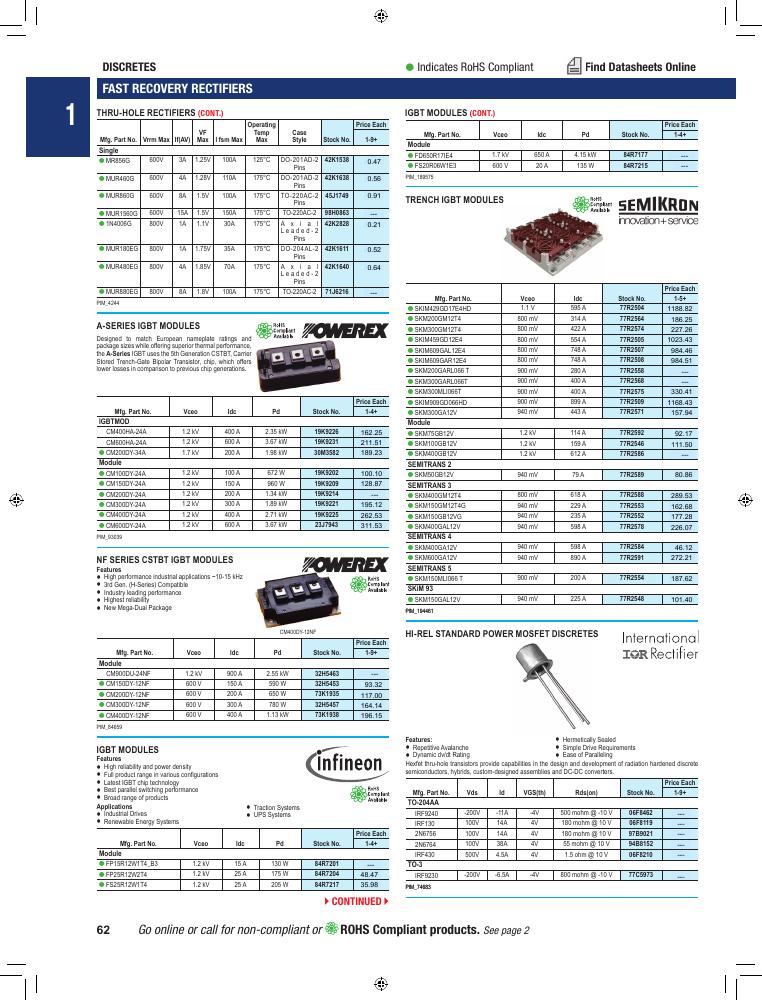 DISCRETES
● Indicates RoHS Compliant
Find Datasheets Online
FAST RECOVERY RECTIFIERS
1
THRU-HOLE RECTIFIERS (CONT.)
Mfg. Part No. Vrrm Max If(AV) VF Max I fsm Max Operating Temp Max Case Style Stock No. Price Each 1-9+
Single
● MR856G 600V 3A 1.25V 100A 125°C DO-201AD-2 Pins 42K1538 0.47
● MUR460G 600V 4A 1.28V 110A 175°C DO-201AD-2 Pins 42K1638 0.56
● MUR860G 600V 8A 1.5V 100A 175°C TO-220AC-2 Pins 45J1749 0.91
● MUR1560G 600V 15A 1.5V 150A 175°C TO-220AC-2 98H0863 ---
● 1N4006G 800V 1A 1.1V 30A 175°C Axial Leaded-2 Pins 42K2828 0.21
● MUR180EG 800V 1A 1.75V 35A 175°C DO-204AL-2 Pins 42K1611 0.52
● MUR480EG 800V 4A 1.85V 70A 175°C Axial Leaded-2 Pins 42K1640 0.64
● MUR880EG 800V 8A 1.8V 100A 175°C TO-220AC-2 71J6216 ---
PIM_4244
A-SERIES IGBT MODULES
RoHS Compliant Available
POWEREX
Designed to match European nameplate ratings and
package sizes while offering superior thermal performance,
the A-Series IGBT uses the 5th Generation CSTBT, Carrier
Stored Trench-Gate Bipolar Transistor chip, which offers
lower losses in comparison to previous chip generations.
Mfg. Part No. Vceo Idc Pd Stock No. Price Each 1-4+
IGBTMOD
CM400HA-24A 1.2 kV 400 A 2.35 kW 19K9226 162.25
CM600HA-24A 1.2 kV 600 A 3.67 kW 19K9231 211.51
● CM200DY-34A 1.7 kV 200 A 1.98 kW 30M3582 189.23
Module
● CM100DY-24A 1.2 kV 100 A 672 W 19K9202 100.10
● CM150DY-24A 1.2 kV 150 A 960 W 19K9209 128.87
● CM200DY-24A 1.2 kV 200 A 1.34 kW 19K9214 ---
● CM300DY-24A 1.2 kV 300 A 1.89 kW 19K9221 195.12
● CM400DY-24A 1.2 kV 400 A 2.71 kW 19K9225 262.53
● CM600DY-24A 1.2 kV 600 A 3.67 kW 23J7943 311.53
PIM_93039
NF SERIES CSTBT IGBT MODULES
POWEREX
RoHS Compliant Available
Features
● High performance industrial applications ~10-15 kHz
● 3rd Gen. (H-Series) Compatible
● Industry leading performance
● Highest reliability
● New Mega-Dual Package
CM400DY-12NF
Mfg. Part No. Vceo Idc Pd Stock No. Price Each 1-9+
Module
CM900DU-24NF 1.2 kV 900 A 2.55 kW 32H5463 ---
● CM150DY-12NF 600 V 150 A 590 W 32H5453 93.32
● CM200DY-12NF 600 V 200 A 650 W 73K1935 117.00
● CM300DY-12NF 600 V 300 A 780 W 32H5457 164.14
● CM400DY-12NF 600 V 400 A 1.13 kW 73K1938 196.15
PIM_84659
IGBT MODULES
infineon
RoHS Compliant Available
Features
● High reliability and power density
● Full product range in various configurations
● Latest IGBT chip technology
● Best parallel switching performance
● Broad range of products
Applications
● Industrial Drives
● Renewable Energy Systems
● Traction Systems
● UPS Systems
Mfg. Part No. Vceo Idc Pd Stock No. Price Each 1-4+
Module
● FP15R12W1T4_B3 1.2 kV 15 A 130 W 84R7201 ---
● FP25R12W2T4 1.2 kV 25 A 175 W 84R7204 48.47
● FS25R12W1T4 1.2 kV 25 A 205 W 84R7217 35.98
CONTINUED
IGBT MODULES (CONT.)
Mfg. Part No. Vceo Idc Pd Stock No. Price Each 1-4+
Module
● FD650R17IE4 1.7 kV 650 A 4.15 kW 84R7177 ---
● FS20R06W1E3 600 V 20 A 135 W 84R7215 ---
PIM_189575
TRENCH IGBT MODULES
RoHS Compliant Available
SEMIKRON
innovation+service
Mfg. Part No. Vceo Idc Stock No. Price Each 1-5+
● SKIM429GD17E4HD 1.1 V 595 A 77R2504 1188.82
● SKM200GM12T4 800 mV 314 A 77R2564 186.25
● SKM300GM12T4 800 mV 422 A 77R2574 227.26
● SKIM459GD12E4 800 mV 554 A 77R2505 1023.43
● SKIM609GAL12E4 800 mV 748 A 77R2507 984.46
● SKIM609GAR12E4 800 mV 748 A 77R2508 984.51
● SKM200GARL066 T 900 mV 280 A 77R2558 ---
● SKM300GARL066T 900 mV 400 A 77R2568 ---
● SKM300MLI066T 900 mV 400 A 77R2575 330.41
● SKIM909GD066HD 900 mV 899 A 77R2509 1168.43
● SKM300GA12V 940 mV 443 A 77R2571 157.94
Module
● SKM75GB12V 1.2 kV 114 A 77R2592 92.17
● SKM100GB12V 1.2 kV 159 A 77R2546 111.50
● SKM400GB12V 1.2 kV 612 A 77R2586 ---
SEMITRANS 2
● SKM50GB12V 940 mV 79 A 77R2589 80.86
SEMITRANS 3
● SKM400GM12T4 800 mV 618 A 77R2588 289.53
● SKM150GM12T4G 940 mV 229 A 77R2553 162.68
● SKM150GB12VG 940 mV 235 A 77R2552 177.28
● SKM400GAL12V 940 mV 598 A 77R2578 226.07
SEMITRANS 4
● SKM400GA12V 940 mV 598 A 77R2584 46.12
● SKM600GA12V 940 mV 890 A 77R2591 272.21
SEMITRANS 5
● SKM150MLI066 T 900 mV 200 A 77R2554 187.62
SKiM 93
● SKM150GAL12V 940 mV 225 A 77R2548 101.40
PIM_194461
HI-REL STANDARD POWER MOSFET DISCRETES
International
IOR Rectifier
Features:
● Repetitive Avalanche
● Dynamic dv/dt Rating
● Hermetically Sealed
● Simple Drive Requirements
● Ease of Paralleling
Hexfet thru-hole transistors provide capabilities in the design and development of radiation hardened discrete
semiconductors, hybrids, custom-designed assemblies and DC-DC converters.
Mfg. Part No. Vds Id VGS(th) Rds(on) Stock No. Price Each 1-9+
TO-204AA
IRF9240 -200V -11A -4V 500 mohm @ -10 V 06F8462 ---
IRF130 100V 14A 4V 180 mohm @ 10 V 06F8119 ---
2N6756 100V 14A 4V 180 mohm @ 10 V 97B9021 ---
2N6764 100V 38A 4V 55 mohm @ 10 V 94B8152 ---
IRF430 500V 4.5A 4V 1.5 ohm @ 10 V 06F8210 ---
TO-3
IRF9230 -200V -6.5A -4V 800 mohm @ -10 V 77C5973 ---
PIM_74683
62 Go online or call for non-compliant or ROHS Compliant products. See page 2